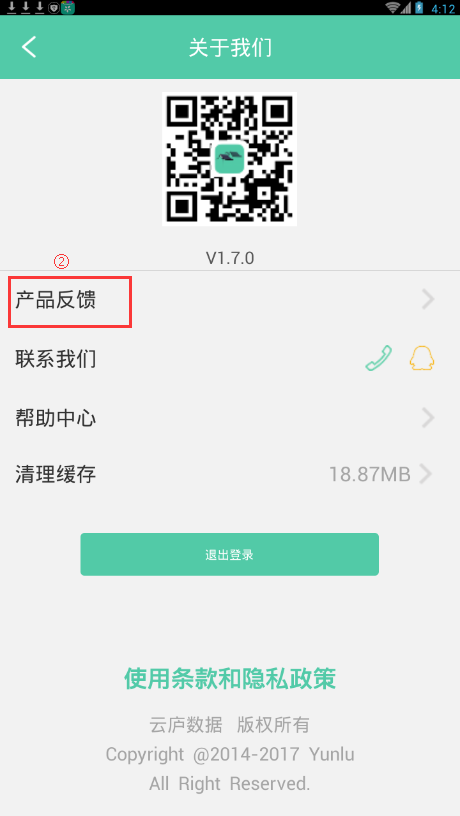 4:12
关于我们
V1.7.0
②
产品反馈
联系我们
帮助中心
清理缓存 18.87MB
退出登录
使用条款和隐私政策
云庐数据 版权所有
Copyright @2014-2017 Yunlu
All Right Reserved.